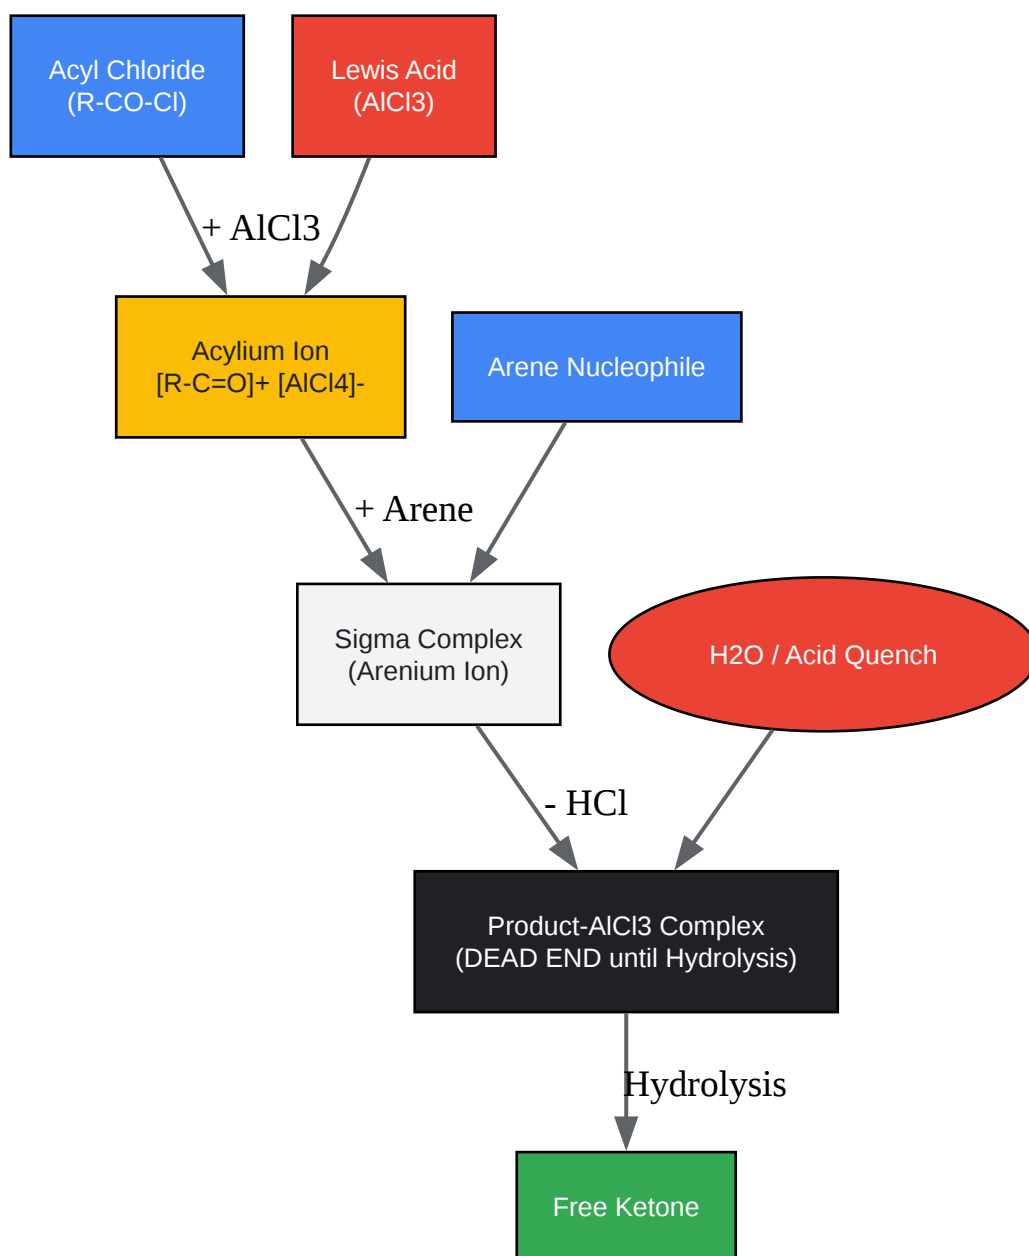 Acyl Chloride
(R-CO-Cl)
Lewis Acid
(AlCl3)
+ AlCl3
Acylium Ion
[R-C=O]+ [AlCl4]-
Arene Nucleophile
+ Arene
Sigma Complex
(Arenium Ion)
H2O / Acid Quench
- HCl
Product-AlCl3 Complex
(DEAD END until Hydrolysis)
Hydrolysis
Free Ketone